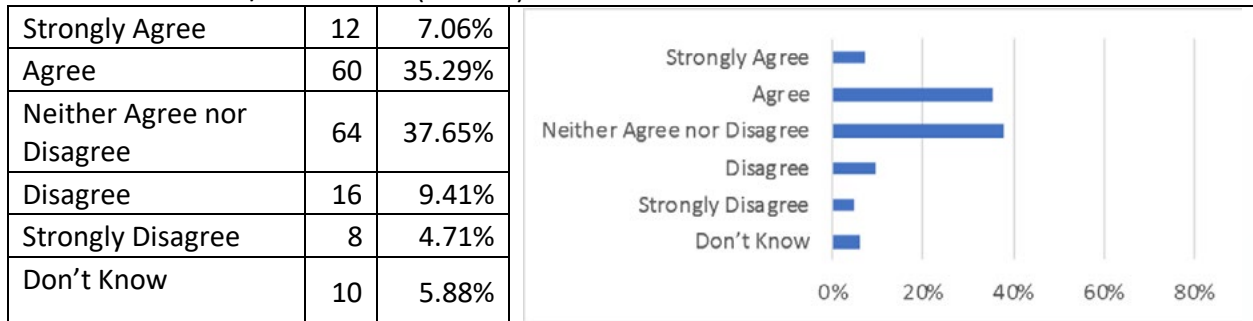 Strongly Agree 12 7.06%
Agree 60 35.29%
Neither Agree nor
Disagree 64 37.65%
Disagree 16 9.41%
Strongly Disagree 8 4.71%
Don't Know 10 5.88%
Strongly Agree
Agree
Neither Agree nor Disagree
Disagree
Strongly Disagree
Don't Know
0% 20% 40% 60% 80%